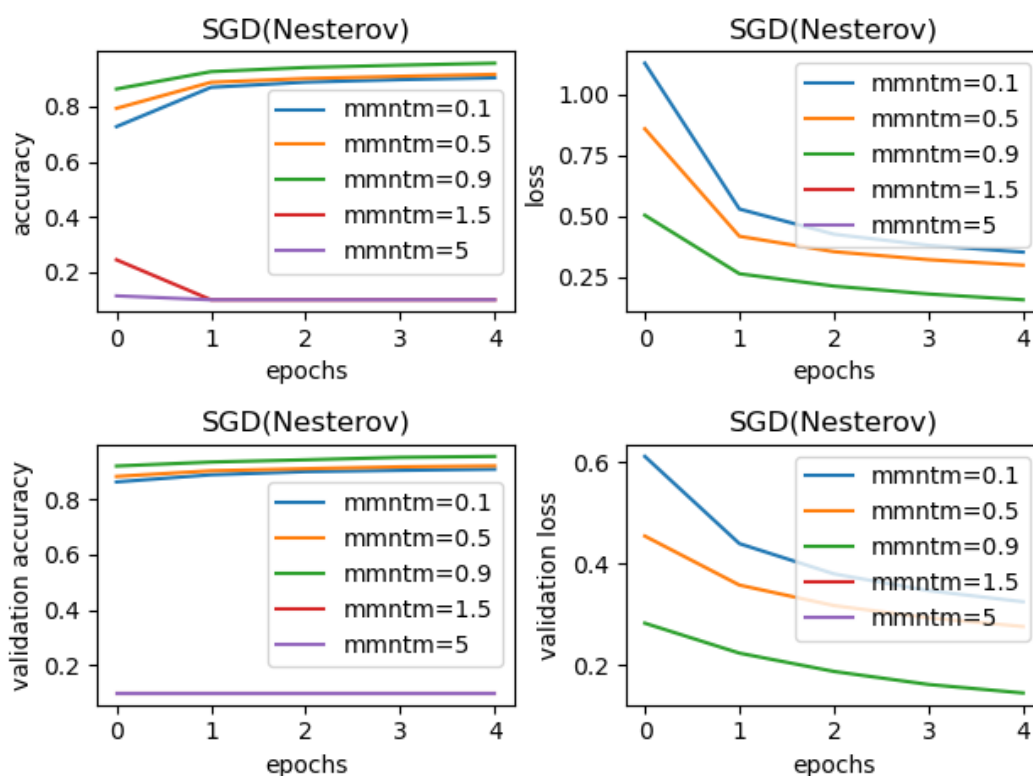 SGD(Nesterov)
accuracy
0.8
0.6
0.4
0.2
mmntm=0.1
mmntm=0.5
mmntm=0.9
mmntm=1.5
mmntm=5
0 1 2 3 4
epochs
SGD(Nesterov)
loss
1.00
0.75
0.50
0.25
mmntm=0.1
mmntm=0.5
mmntm=0.9
mmntm=1.5
mmntm=5
0 1 2 3 4
epochs
SGD(Nesterov)
validation accuracy
0.8
0.6
0.4
0.2
mmntm=0.1
mmntm=0.5
mmntm=0.9
mmntm=1.5
mmntm=5
0 1 2 3 4
epochs
SGD(Nesterov)
validation loss
0.6
0.4
0.2
mmntm=0.1
mmntm=0.5
mmntm=0.9
mmntm=1.5
mmntm=5
0 1 2 3 4
epochs